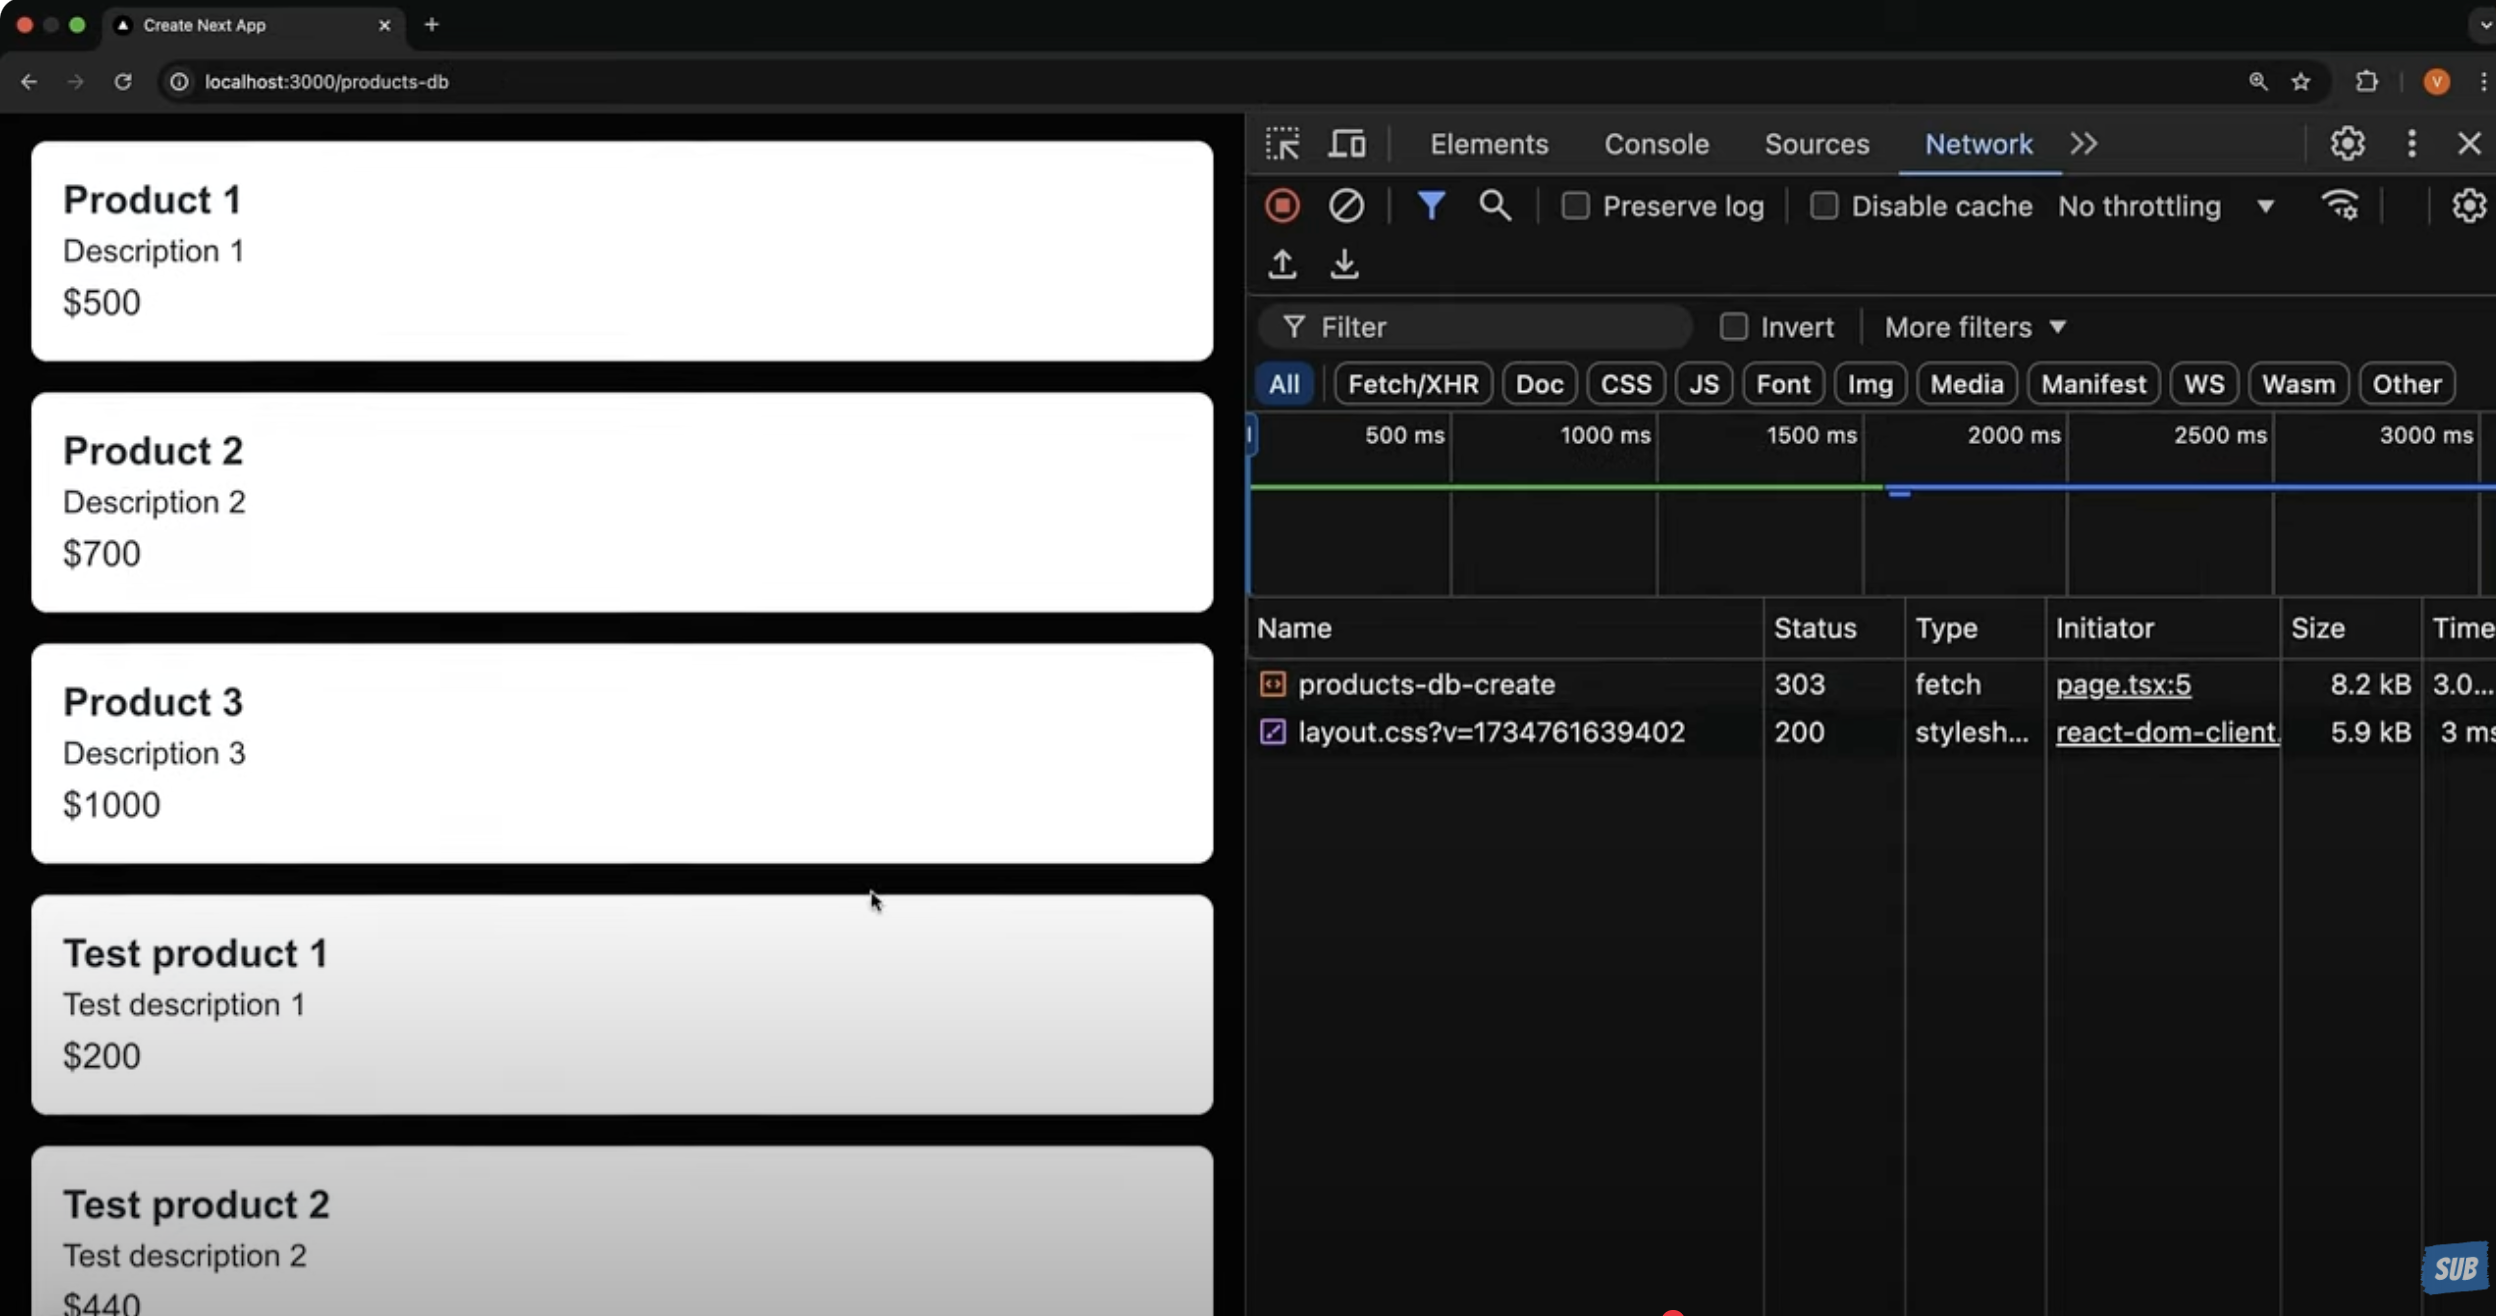 Create Next App
localhost:3000/products-db
V
Product 1
Description 1
$500
Product 2
Description 2
$700
Product 3
Description 3
$1000
Test product 1
Test description 1
$200
Test product 2
Test description 2
$440
Elements Console Sources Network
Preserve log Disable cache No throttling
Filter Invert More filters
All Fetch/XHR Doc CSS JS Font Img Media Manifest WS Wasm Other
500 ms 1000 ms 1500 ms 2000 ms 2500 ms 3000 ms
Name Status Type Initiator Size Time
products-db-create 303 fetch page.tsx:5 8.2 kB 3.0...
layout.css?v=1734761639402 200 stylesh... react-dom-client. 5.9 kB 3 ms
SUB